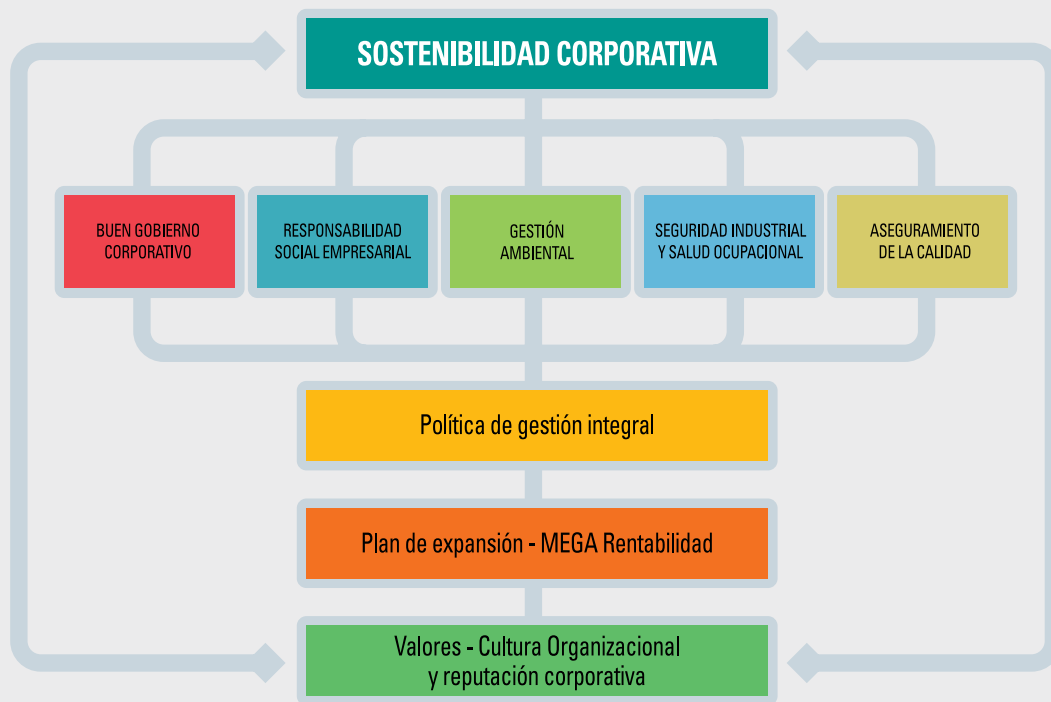 SOSTENIBILIDAD CORPORATIVA
BUEN GOBIERNO
CORPORATIVO
RESPONSABILIDAD
SOCIAL EMPRESARIAL
GESTIÓN
AMBIENTAL
SEGURIDAD INDUSTRIAL
Y SALUD OCUPACIONAL
ASEGURAMIENTO
DE LA CALIDAD
Política de gestión integral
Plan de expansión - MEGA Rentabilidad
Valores - Cultura Organizacional
y reputación corporativa